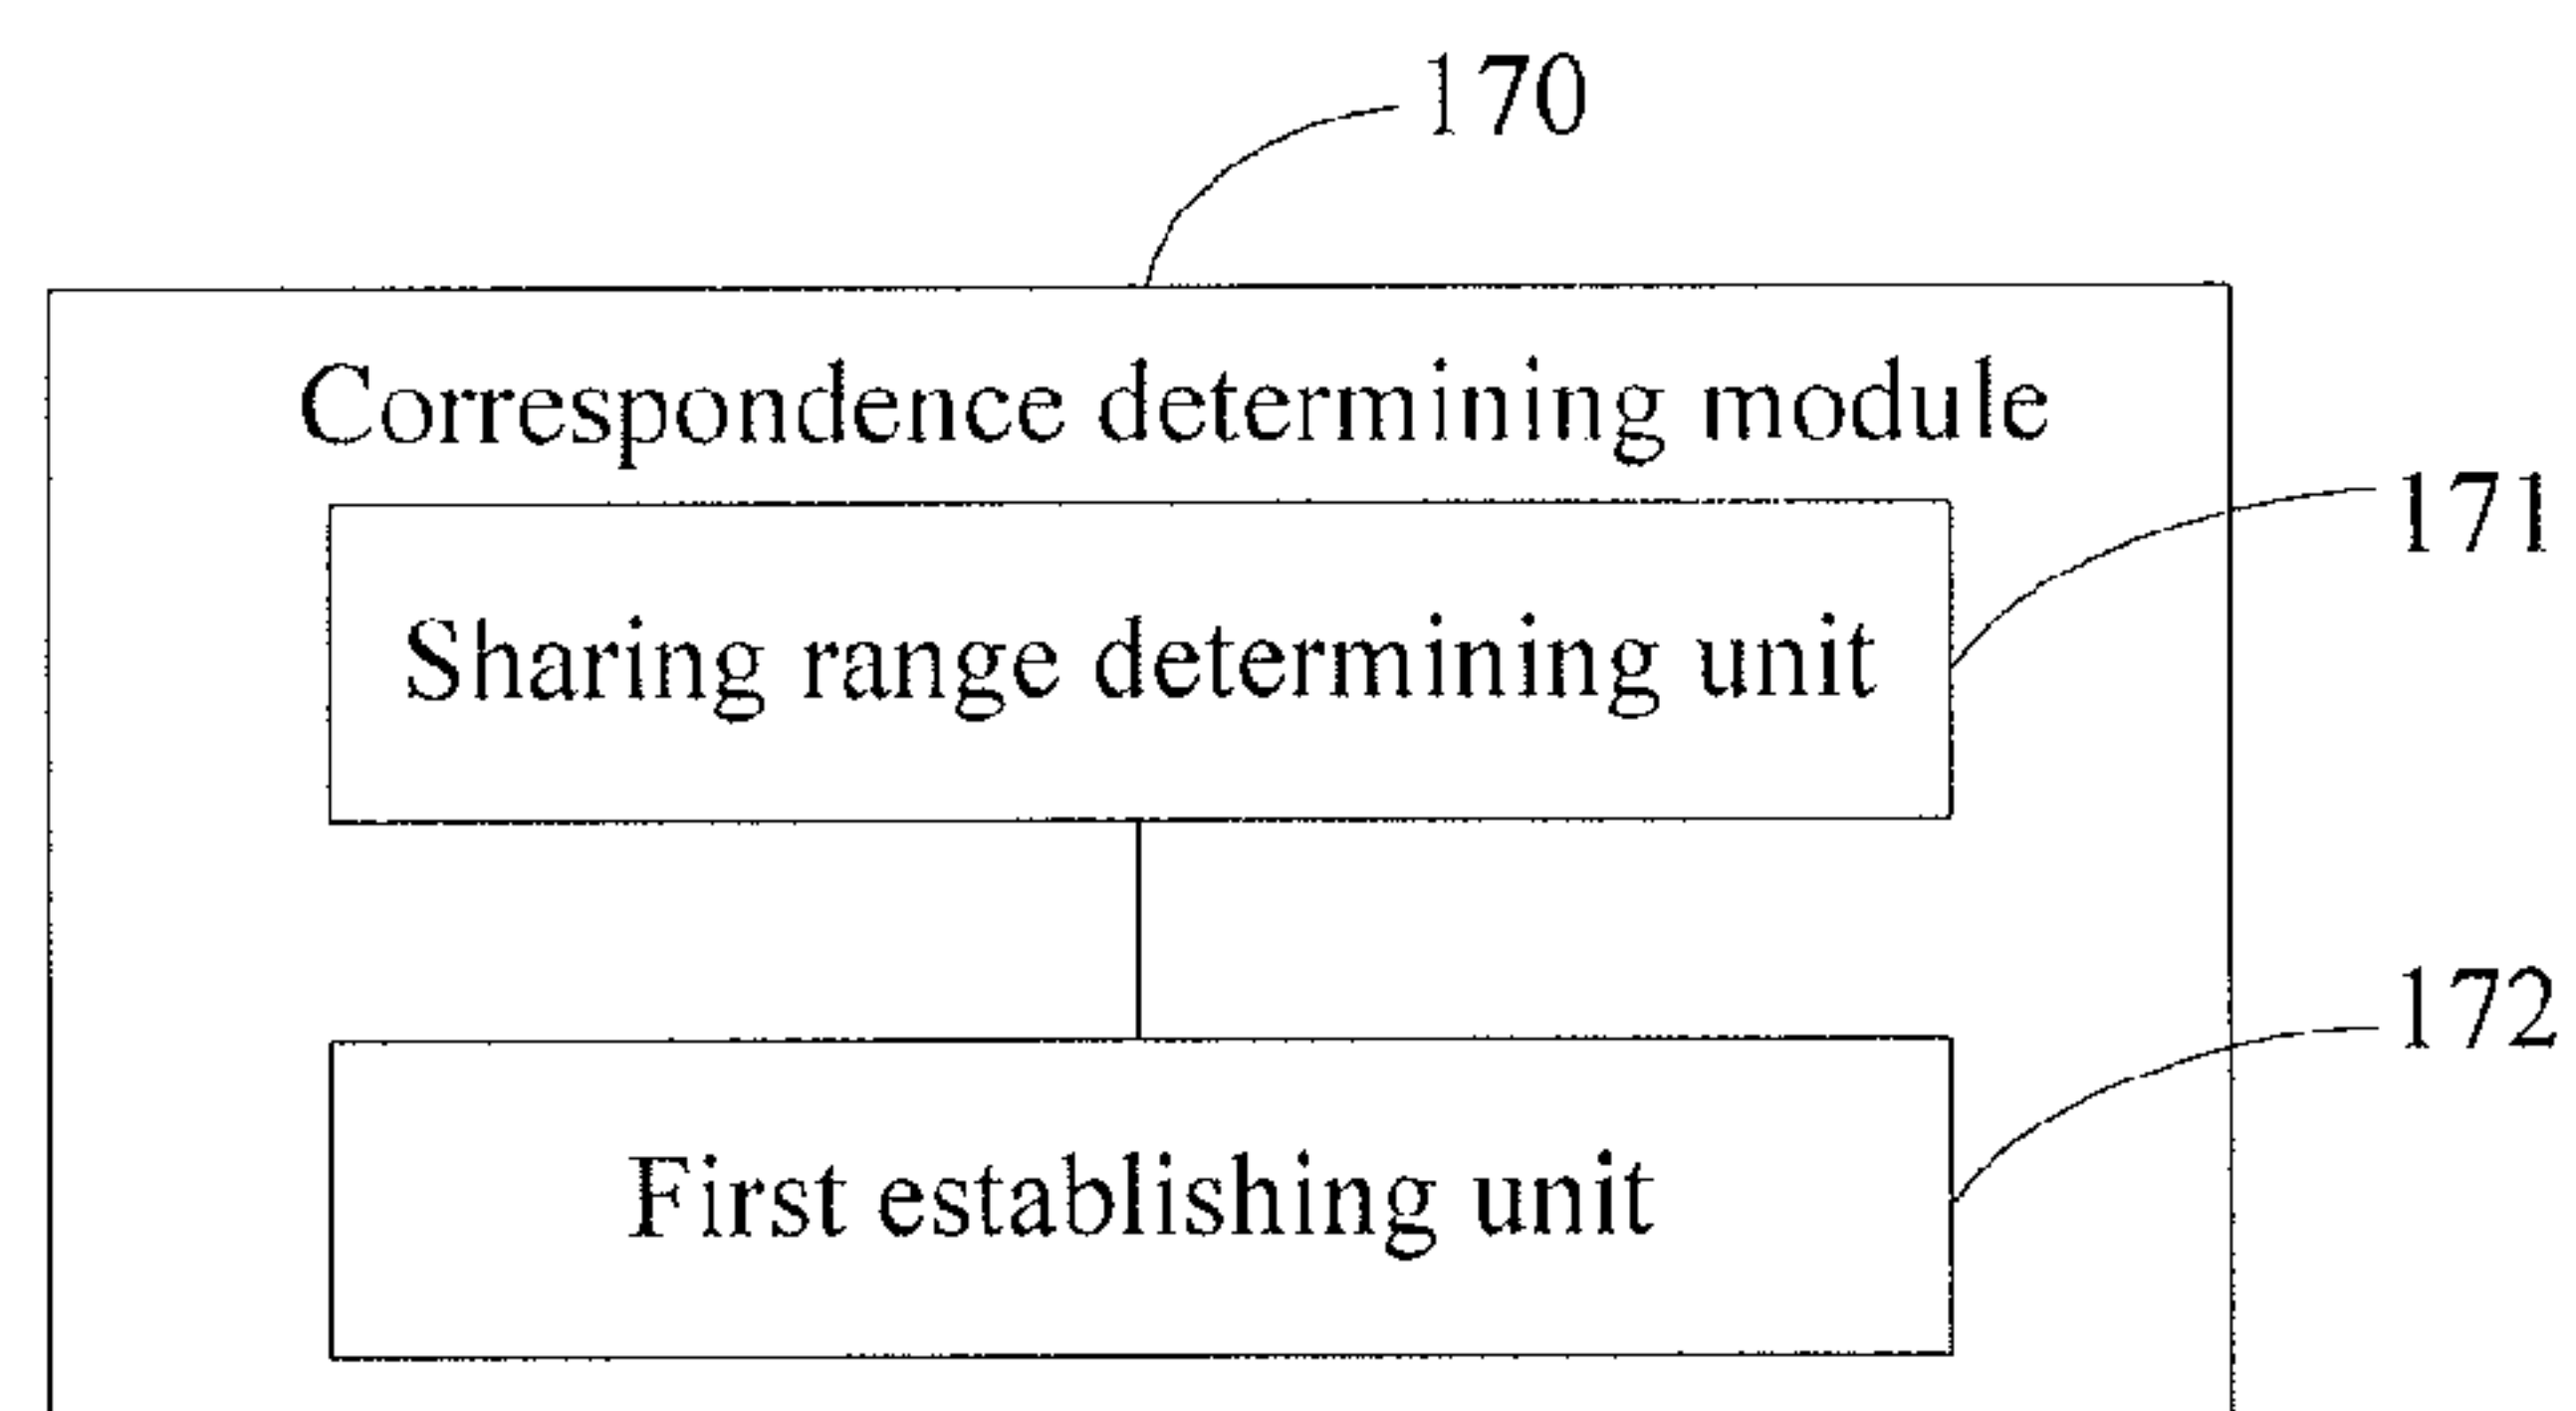 170
Correspondence determining module
171
Sharing range determining unit
172
First establishing unit